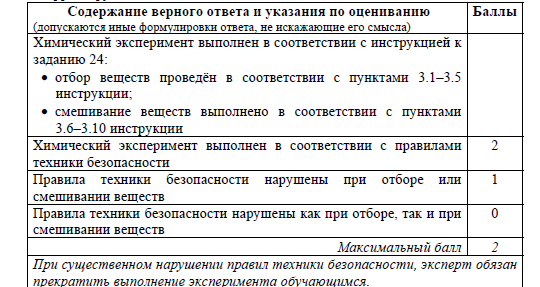 Содержание верного ответа и указания по оцениванию Баллы
(допускаются иные формулировки ответа, не искажающие его смысла)
Химический эксперимент выполнен в соответствии с инструкцией к
заданию 24:
• отбор веществ проведён в соответствии с пунктами 3.1–3.5
инструкции;
• смешивание веществ выполнено в соответствии с пунктами
3.6–3.10 инструкции
Химический эксперимент выполнен в соответствии с правилами 2
техники безопасности
Правила техники безопасности нарушены при отборе или 1
смешивании веществ
Правила техники безопасности нарушены как при отборе, так и при 0
смешивании веществ
Максимальный балл 2
При существенном нарушении правил техники безопасности, эксперт обязан
прекратить выполнение эксперимента обучающимся.